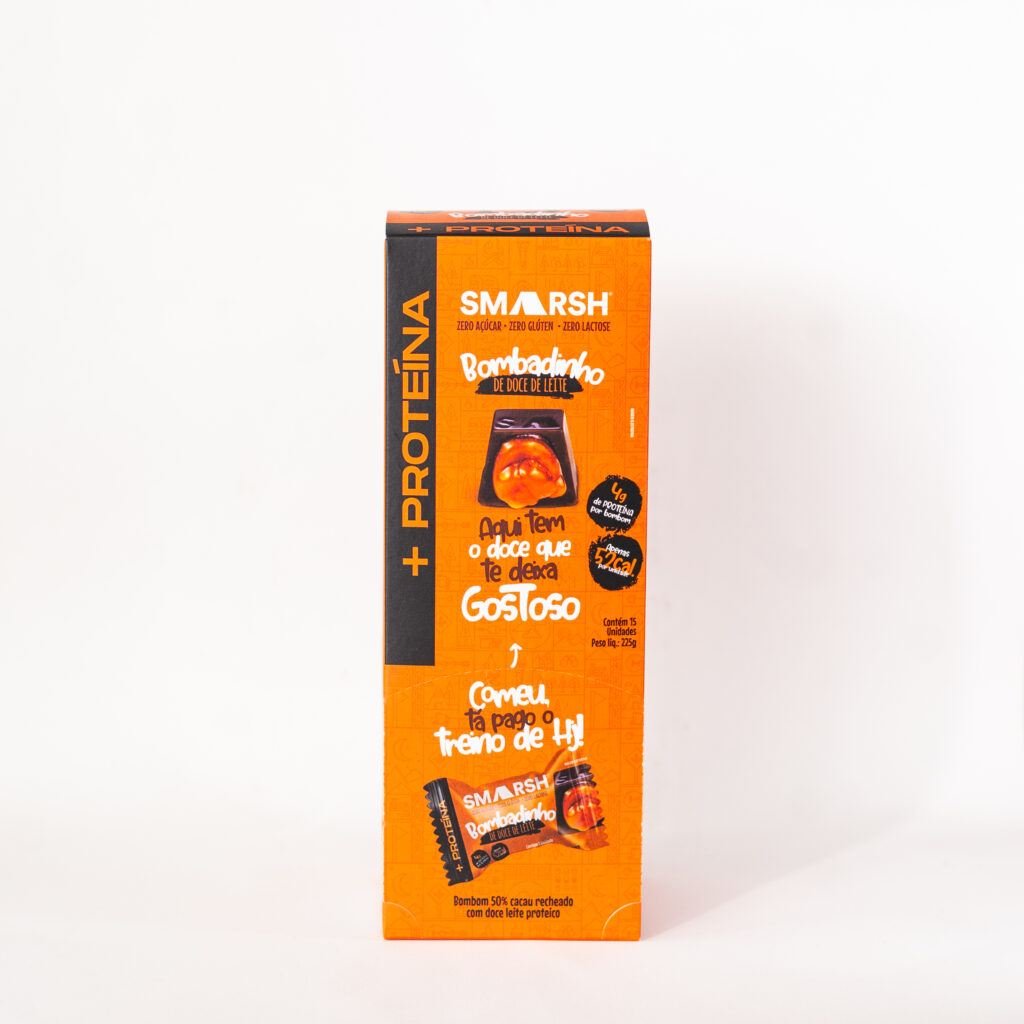 Bombadinho
+ PROTEÍNA
+ PROTEÍNA
SMARSH®
ZERO AÇÚCAR • ZERO GLÚTEN • ZERO LACTOSE
Bombadinho
DE DOCE DE LEITE
4g
de PROTEÍNA
por bombom
Apenas
52Cal
por unidade
Aqui tem
o doce que
te deixa
GOSTOSO
Contém 15
Unidades
Peso líq.: 225g
Comeu,
tá pago o
treino de Hj!
+ PROTEÍNA
SMARSH
Bombadinho
DE DOCE DE LEITE
Bombom 50% cacau recheado
com doce leite proteico